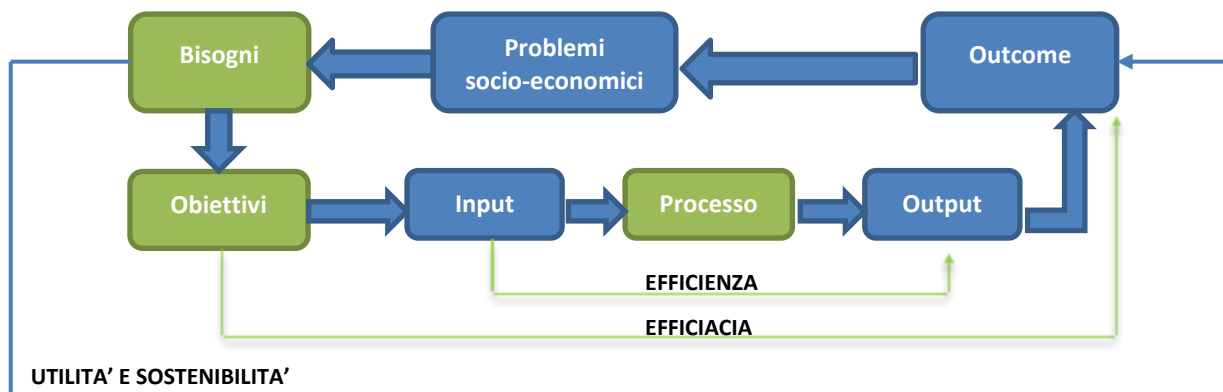 Bisogni
Problemi
socio-economici
Outcome
Obiettivi
Input
Processo
Output
EFFICIENZA
EFFICIACIA
UTILITA’ E SOSTENIBILITA’